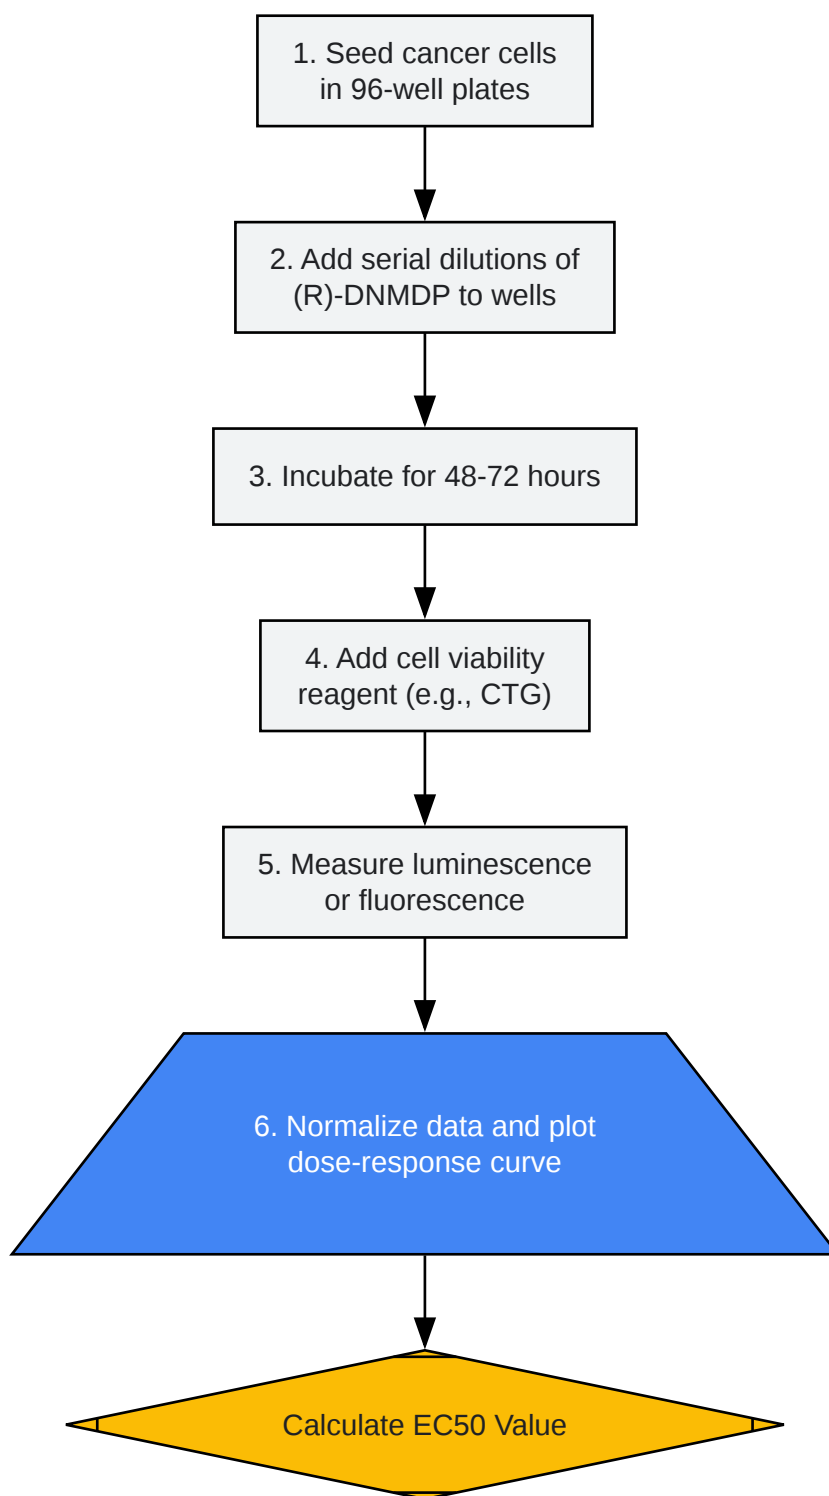 1. Seed cancer cells
in 96-well plates
2. Add serial dilutions of
(R)-DNMDP to wells
3. Incubate for 48-72 hours
4. Add cell viability
reagent (e.g., CTG)
5. Measure luminescence
or fluorescence
6. Normalize data and plot
dose-response curve
Calculate EC50 Value